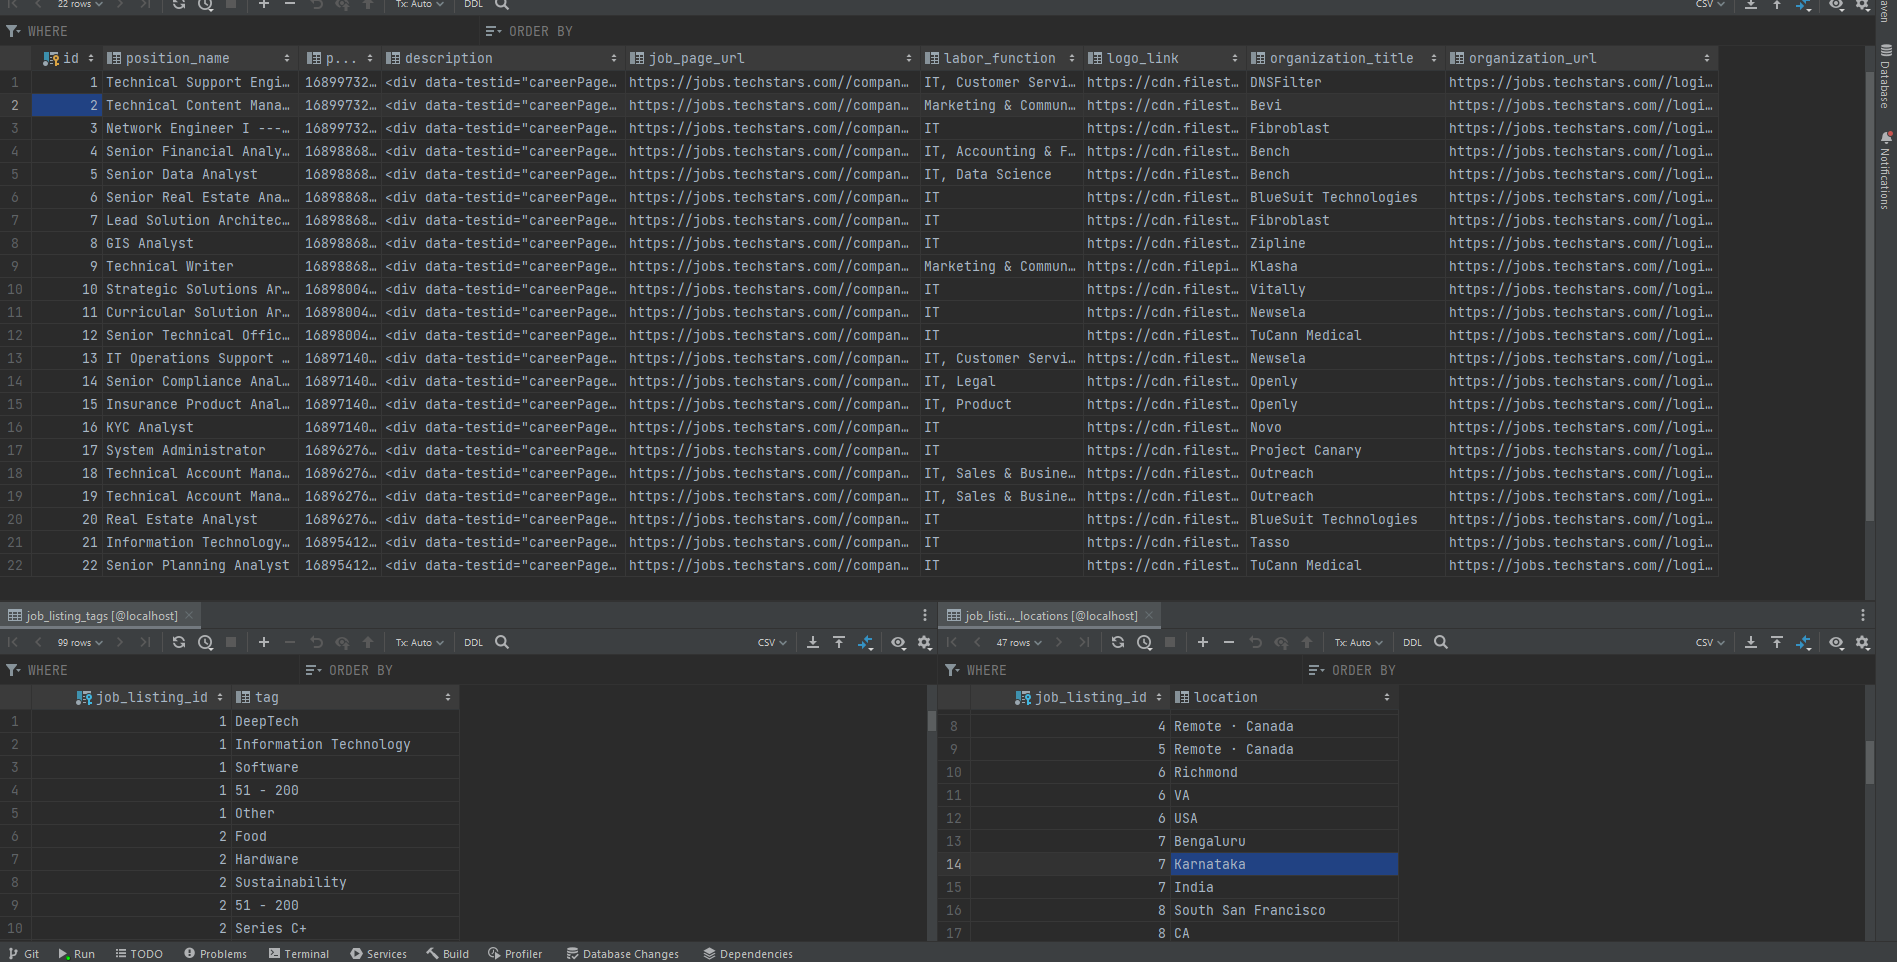 22 rows Tx: Auto DDL CSV
WHERE ORDER BY
id position_name p... description job_page_url labor_function logo_link organization_title organization_url
1 1 Technical Support Engi… 16899732… <div data-testid="careerPage… https://jobs.techstars.com//compan… IT, Customer Servi… https://cdn.filest… DNSFilter https://jobs.techstars.com//logi…
2 2 Technical Content Mana… 16899732… <div data-testid="careerPage… https://jobs.techstars.com//compan… Marketing & Commun… https://cdn.filest… Bevi https://jobs.techstars.com//logi…
3 3 Network Engineer I ---… 16899732… <div data-testid="careerPage… https://jobs.techstars.com//compan… IT https://cdn.filest… Fibroblast https://jobs.techstars.com//logi…
4 4 Senior Financial Analy… 16898868… <div data-testid="careerPage… https://jobs.techstars.com//compan… IT, Accounting & F… https://cdn.filest… Bench https://jobs.techstars.com//logi…
5 5 Senior Data Analyst 16898868… <div data-testid="careerPage… https://jobs.techstars.com//compan… IT, Data Science https://cdn.filest… Bench https://jobs.techstars.com//logi…
6 6 Senior Real Estate Ana… 16898868… <div data-testid="careerPage… https://jobs.techstars.com//compan… IT https://cdn.filest… BlueSuit Technologies https://jobs.techstars.com//logi…
7 7 Lead Solution Architec… 16898868… <div data-testid="careerPage… https://jobs.techstars.com//compan… IT https://cdn.filest… Fibroblast https://jobs.techstars.com//logi…
8 8 GIS Analyst 16898868… <div data-testid="careerPage… https://jobs.techstars.com//compan… IT https://cdn.filest… Zipline https://jobs.techstars.com//logi…
9 9 Technical Writer 16898868… <div data-testid="careerPage… https://jobs.techstars.com//compan… Marketing & Commun… https://cdn.filepi… Klasha https://jobs.techstars.com//logi…
10 10 Strategic Solutions Ar… 16898004… <div data-testid="careerPage… https://jobs.techstars.com//compan… IT https://cdn.filest… Vitally https://jobs.techstars.com//logi…
11 11 Curricular Solution Ar… 16898004… <div data-testid="careerPage… https://jobs.techstars.com//compan… IT https://cdn.filest… Newsela https://jobs.techstars.com//logi…
12 12 Senior Technical Offic… 16898004… <div data-testid="careerPage… https://jobs.techstars.com//compan… IT https://cdn.filest… TuCann Medical https://jobs.techstars.com//logi…
13 13 IT Operations Support … 16897140… <div data-testid="careerPage… https://jobs.techstars.com//compan… IT, Customer Servi… https://cdn.filest… Newsela https://jobs.techstars.com//logi…
14 14 Senior Compliance Anal… 16897140… <div data-testid="careerPage… https://jobs.techstars.com//compan… IT, Legal https://cdn.filest… Openly https://jobs.techstars.com//logi…
15 15 Insurance Product Anal… 16897140… <div data-testid="careerPage… https://jobs.techstars.com//compan… IT, Product https://cdn.filest… Openly https://jobs.techstars.com//logi…
16 16 KYC Analyst 16897140… <div data-testid="careerPage… https://jobs.techstars.com//compan… IT https://cdn.filest… Novo https://jobs.techstars.com//logi…
17 17 System Administrator 16896276… <div data-testid="careerPage… https://jobs.techstars.com//compan… IT https://cdn.filest… Project Canary https://jobs.techstars.com//logi…
18 18 Technical Account Mana… 16896276… <div data-testid="careerPage… https://jobs.techstars.com//compan… IT, Sales & Busine… https://cdn.filest… Outreach https://jobs.techstars.com//logi…
19 19 Technical Account Mana… 16896276… <div data-testid="careerPage… https://jobs.techstars.com//compan… IT, Sales & Busine… https://cdn.filest… Outreach https://jobs.techstars.com//logi…
20 20 Real Estate Analyst 16896276… <div data-testid="careerPage… https://jobs.techstars.com//compan… IT https://cdn.filest… BlueSuit Technologies https://jobs.techstars.com//logi…
21 21 Information Technology… 16895412… <div data-testid="careerPage… https://jobs.techstars.com//compan… IT https://cdn.filest… Tasso https://jobs.techstars.com//logi…
22 22 Senior Planning Analyst 16895412… <div data-testid="careerPage… https://jobs.techstars.com//compan… IT https://cdn.filest… TuCann Medical https://jobs.techstars.com//logi…
Database
Notifications
job_listing_tags [@localhost]
99 rows Tx: Auto DDL CSV
WHERE ORDER BY
job_listing_id tag
1 1 DeepTech
2 1 Information Technology
3 1 Software
4 1 51 - 200
5 1 Other
6 2 Food
7 2 Hardware
8 2 Sustainability
9 2 51 - 200
10 2 Series C+
job_listi…_locations [@localhost]
47 rows Tx: Auto DDL CSV
WHERE ORDER BY
job_listing_id location
8 4 Remote · Canada
9 5 Remote · Canada
10 6 Richmond
11 6 VA
12 6 USA
13 7 Bengaluru
14 7 Karnataka
15 7 India
16 8 South San Francisco
17 8 CA
Git Run TODO Problems Terminal Services Build Profiler Database Changes Dependencies